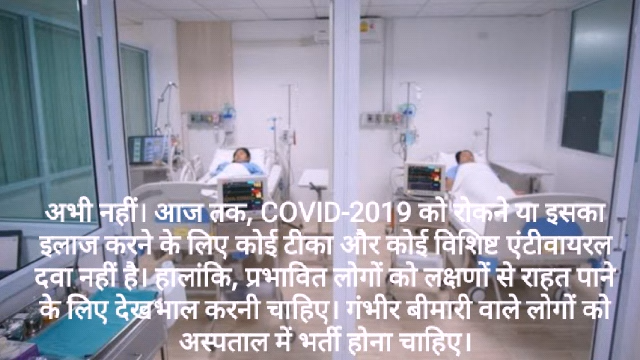 अभी नहीं। आज तक, COVID-2019 को रोकने या इसका
इलाज करने के लिए कोई टीका और कोई विशिष्ट एंटीवायरल
दवा नहीं है। हालांकि, प्रभावित लोगों को लक्षणों से राहत पाने
के लिए देखभाल करनी चाहिए। गंभीर बीमारी वाले लोगों को
अस्पताल में भर्ती होना चाहिए।